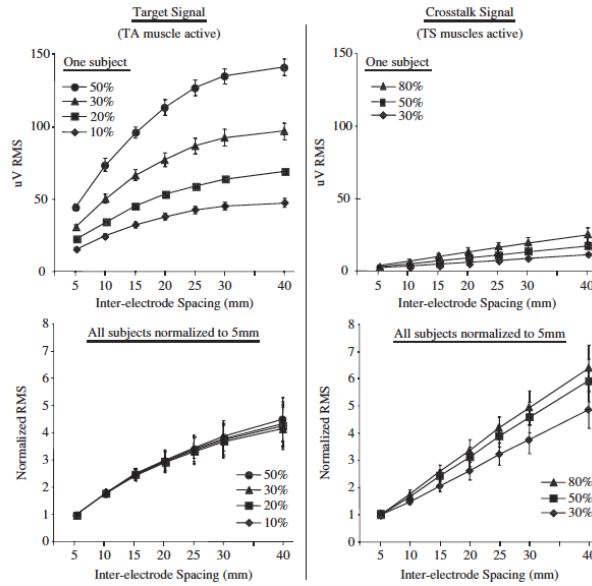 Target Signal
(TA muscle active)
One subject
50%
30%
20%
10%
150
100
50
0
uV RMS
5 10 15 20 25 30 40
Inter-electrode Spacing (mm)
Crosstalk Signal
(TS muscles active)
One subject
80%
50%
30%
150
100
50
0
uV RMS
5 10 15 20 25 30 40
Inter-electrode Spacing (mm)
All subjects normalized to 5mm
8
7
6
5
4
3
2
1
0
Normalized RMS
50%
30%
20%
10%
5 10 15 20 25 30 40
Inter-electrode Spacing (mm)
All subjects normalized to 5mm
8
7
6
5
4
3
2
1
0
Normalized RMS
80%
50%
30%
5 10 15 20 25 30 40
Inter-electrode Spacing (mm)